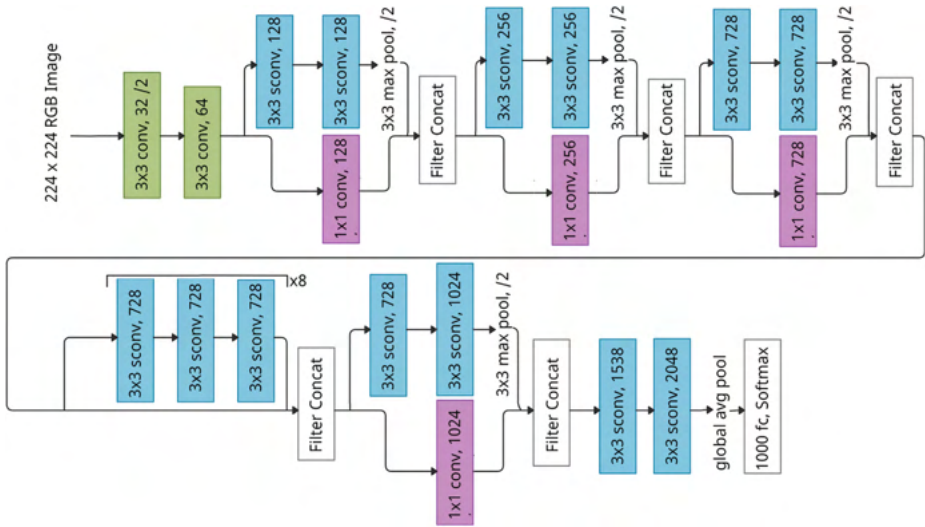 224 x 224 RGB Image
3x3 conv, 32 /2
3x3 conv, 64
3x3 sconv, 128
3x3 sconv, 128
3x3 max pool, /2
1x1 conv, 128
Filter Concat
3x3 sconv, 256
3x3 sconv, 256
3x3 max pool, /2
1x1 conv, 256
Filter Concat
3x3 sconv, 728
3x3 sconv, 728
3x3 max pool, /2
1x1 conv, 728
Filter Concat
3x3 sconv, 728
3x3 sconv, 728
3x3 sconv, 728
x8
Filter Concat
3x3 sconv, 728
3x3 sconv, 1024
3x3 max pool, /2
1x1 conv, 1024
Filter Concat
3x3 sconv, 1538
3x3 sconv, 2048
global avg pool
1000 fc, Softmax